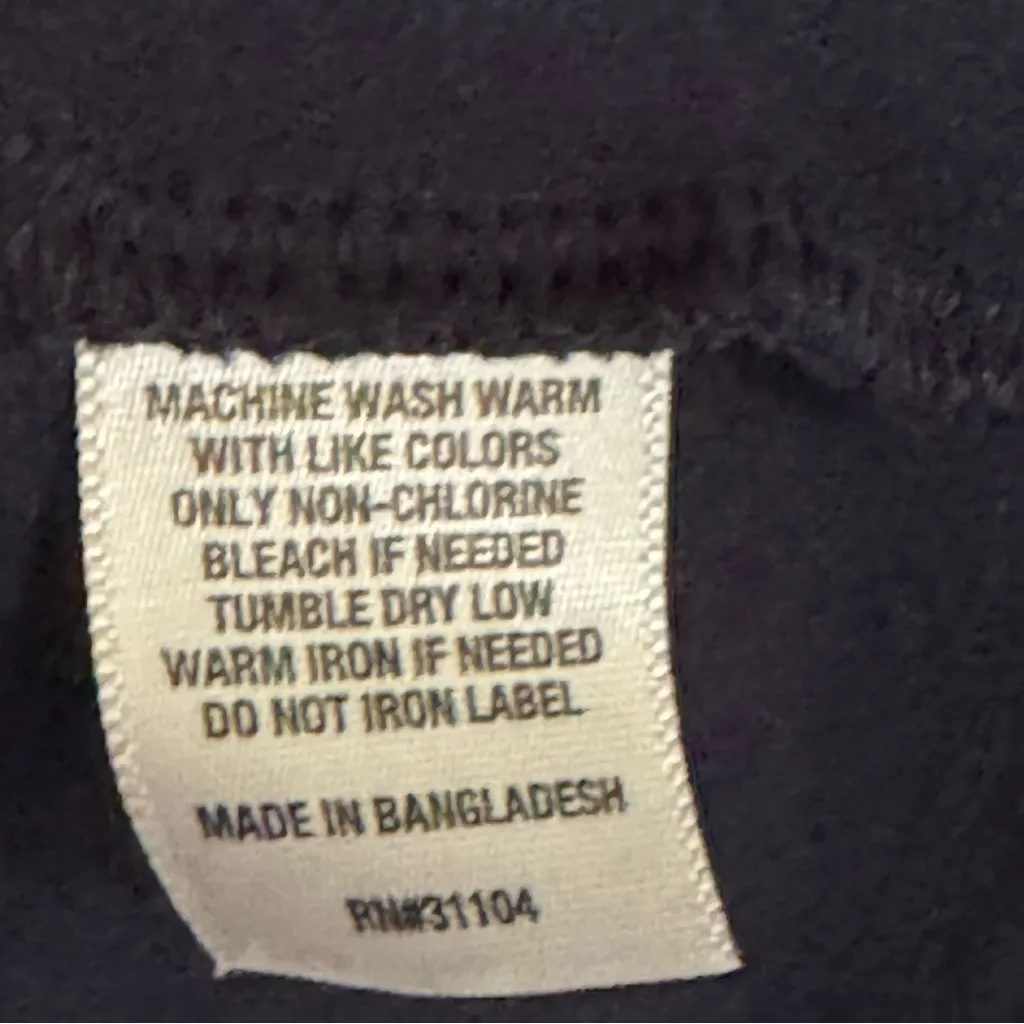 MACHINE WASH WARM
WITH LIKE COLORS
ONLY NON-CHLORINE
BLEACH IF NEEDED
TUMBLE DRY LOW
WARM IRON IF NEEDED
DO NOT IRON LABEL
MADE IN BANGLADESH
RN#31104